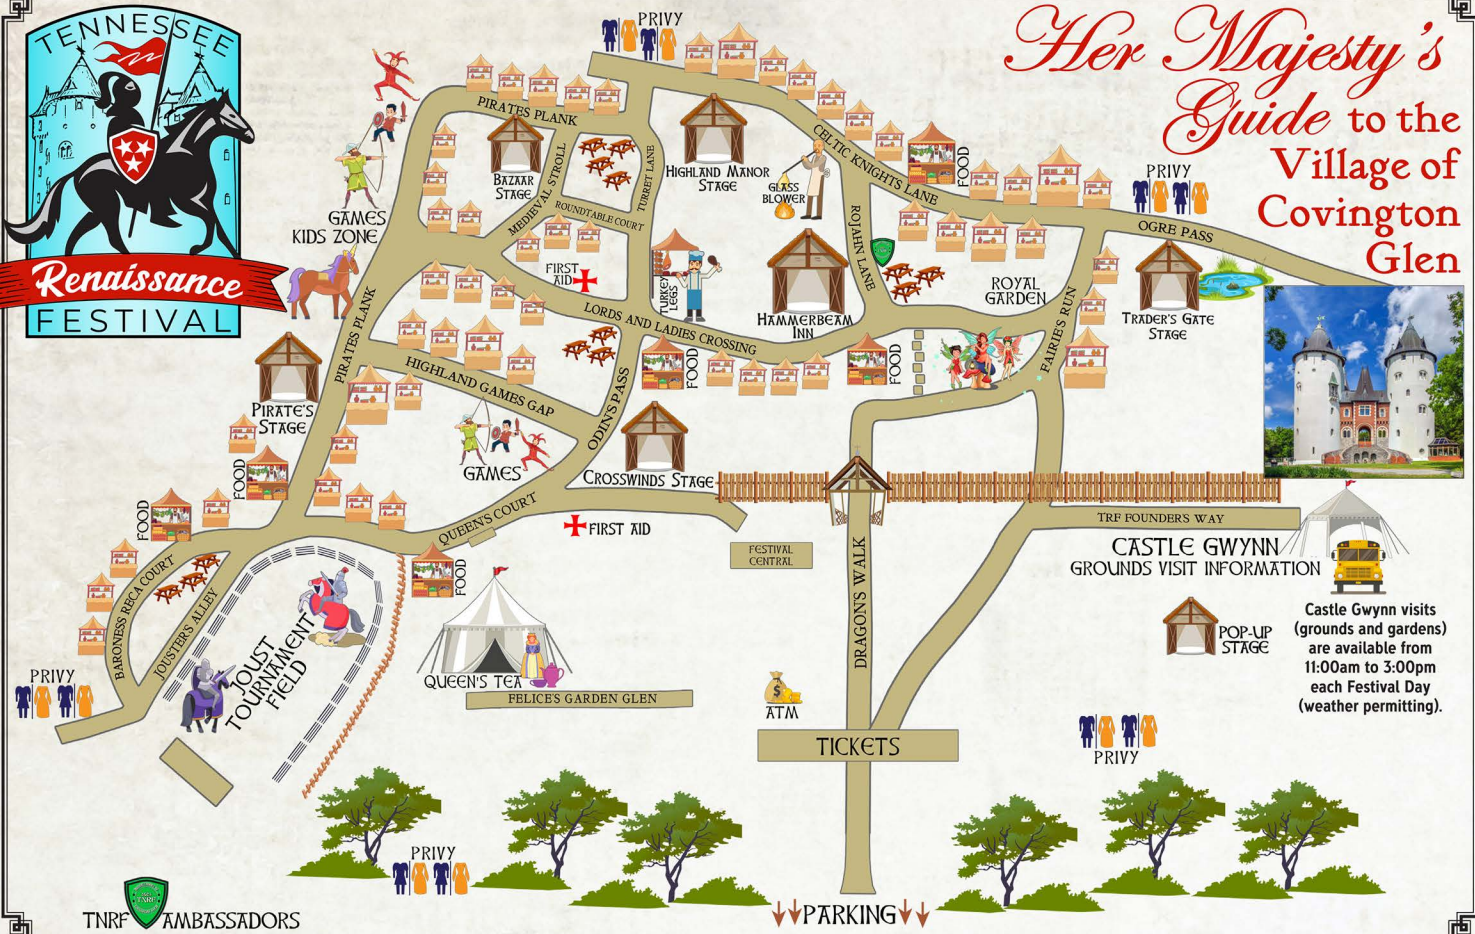 TENNESSEE
Renaissance
FESTIVAL
Her Majesty's
Guide to the
Village of
Covington
Glen
PRIVY
PIRATES PLANK
BAZAAR
STAGE
MEDIEVAL STROLL
TURRET LANE
ROUNDTABLE COURT
HIGHLAND MANOR
STAGE
GLASS
BLOWER
CELTIC KNIGHTS LANE
FOOD
PRIVY
OGRE PASS
GAMES
KIDS ZONE
FIRST
AID
TURKEY
LEGS
HAMMERBEAM
INN
ROJAHN LANE
ROYAL
GARDEN
FAIRIE'S RUN
TRADER'S GATE
STAGE
PIRATES PLANK
LORDS AND LADIES CROSSING
FOOD
FOOD
HIGHLAND GAMES GAP
ODIN'S PASS
PIRATE'S
STAGE
GAMES
CROSSWINDS STAGE
FOOD
FOOD
QUEEN'S COURT
FIRST AID
FESTIVAL
CENTRAL
TRF FOUNDER'S WAY
CASTLE GWYNN
GROUNDS VISIT INFORMATION
Castle Gwynn visits
(grounds and gardens)
are available from
11:00am to 3:00pm
each Festival Day
(weather permitting).
POP-UP
STAGE
DRAGON'S WALK
BARONESS RECA COURT
JOUSTER'S ALLEY
JOUST
TOURNAMENT
FIELD
FOOD
QUEEN'S TEA
FELICE'S GARDEN GLEN
PRIVY
ATM
TICKETS
PRIVY
PRIVY
PARKING
TNRF
TNRF AMBASSADORS